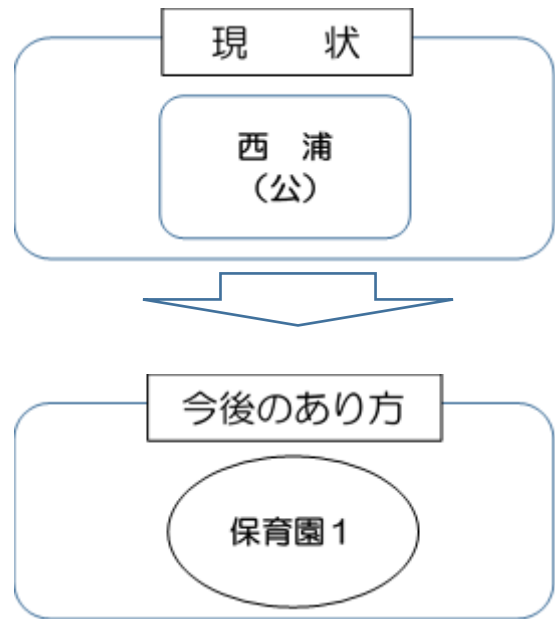 現　　状
西　浦
（公）
今後のあり方
保育園１